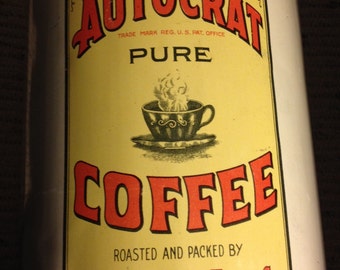 AUTOCRAT
TRADE MARK REG. U.S. PAT. OFFICE
PURE
COFFEE
ROASTED AND PACKED BY